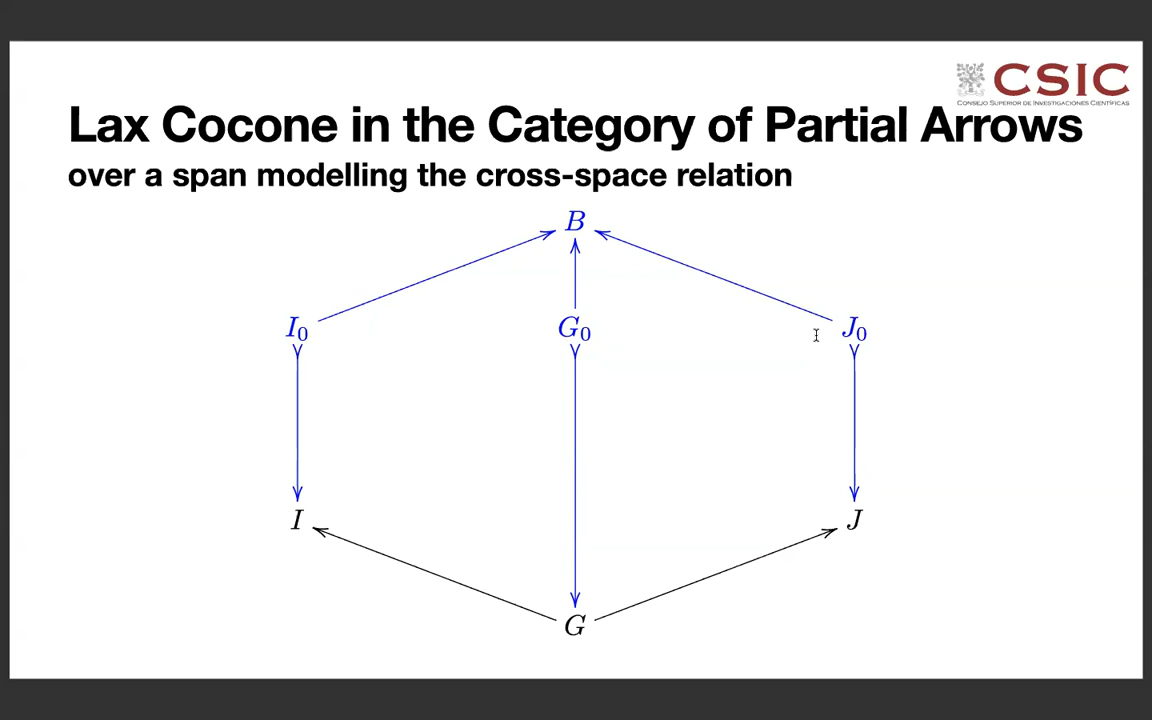 CSIC
CONSEJO SUPERIOR DE INVESTIGACIONES CIENTÍFICAS
Lax Cocone in the Category of Partial Arrows
over a span modelling the cross-space relation
B
I₀ G₀ J₀
I J
G